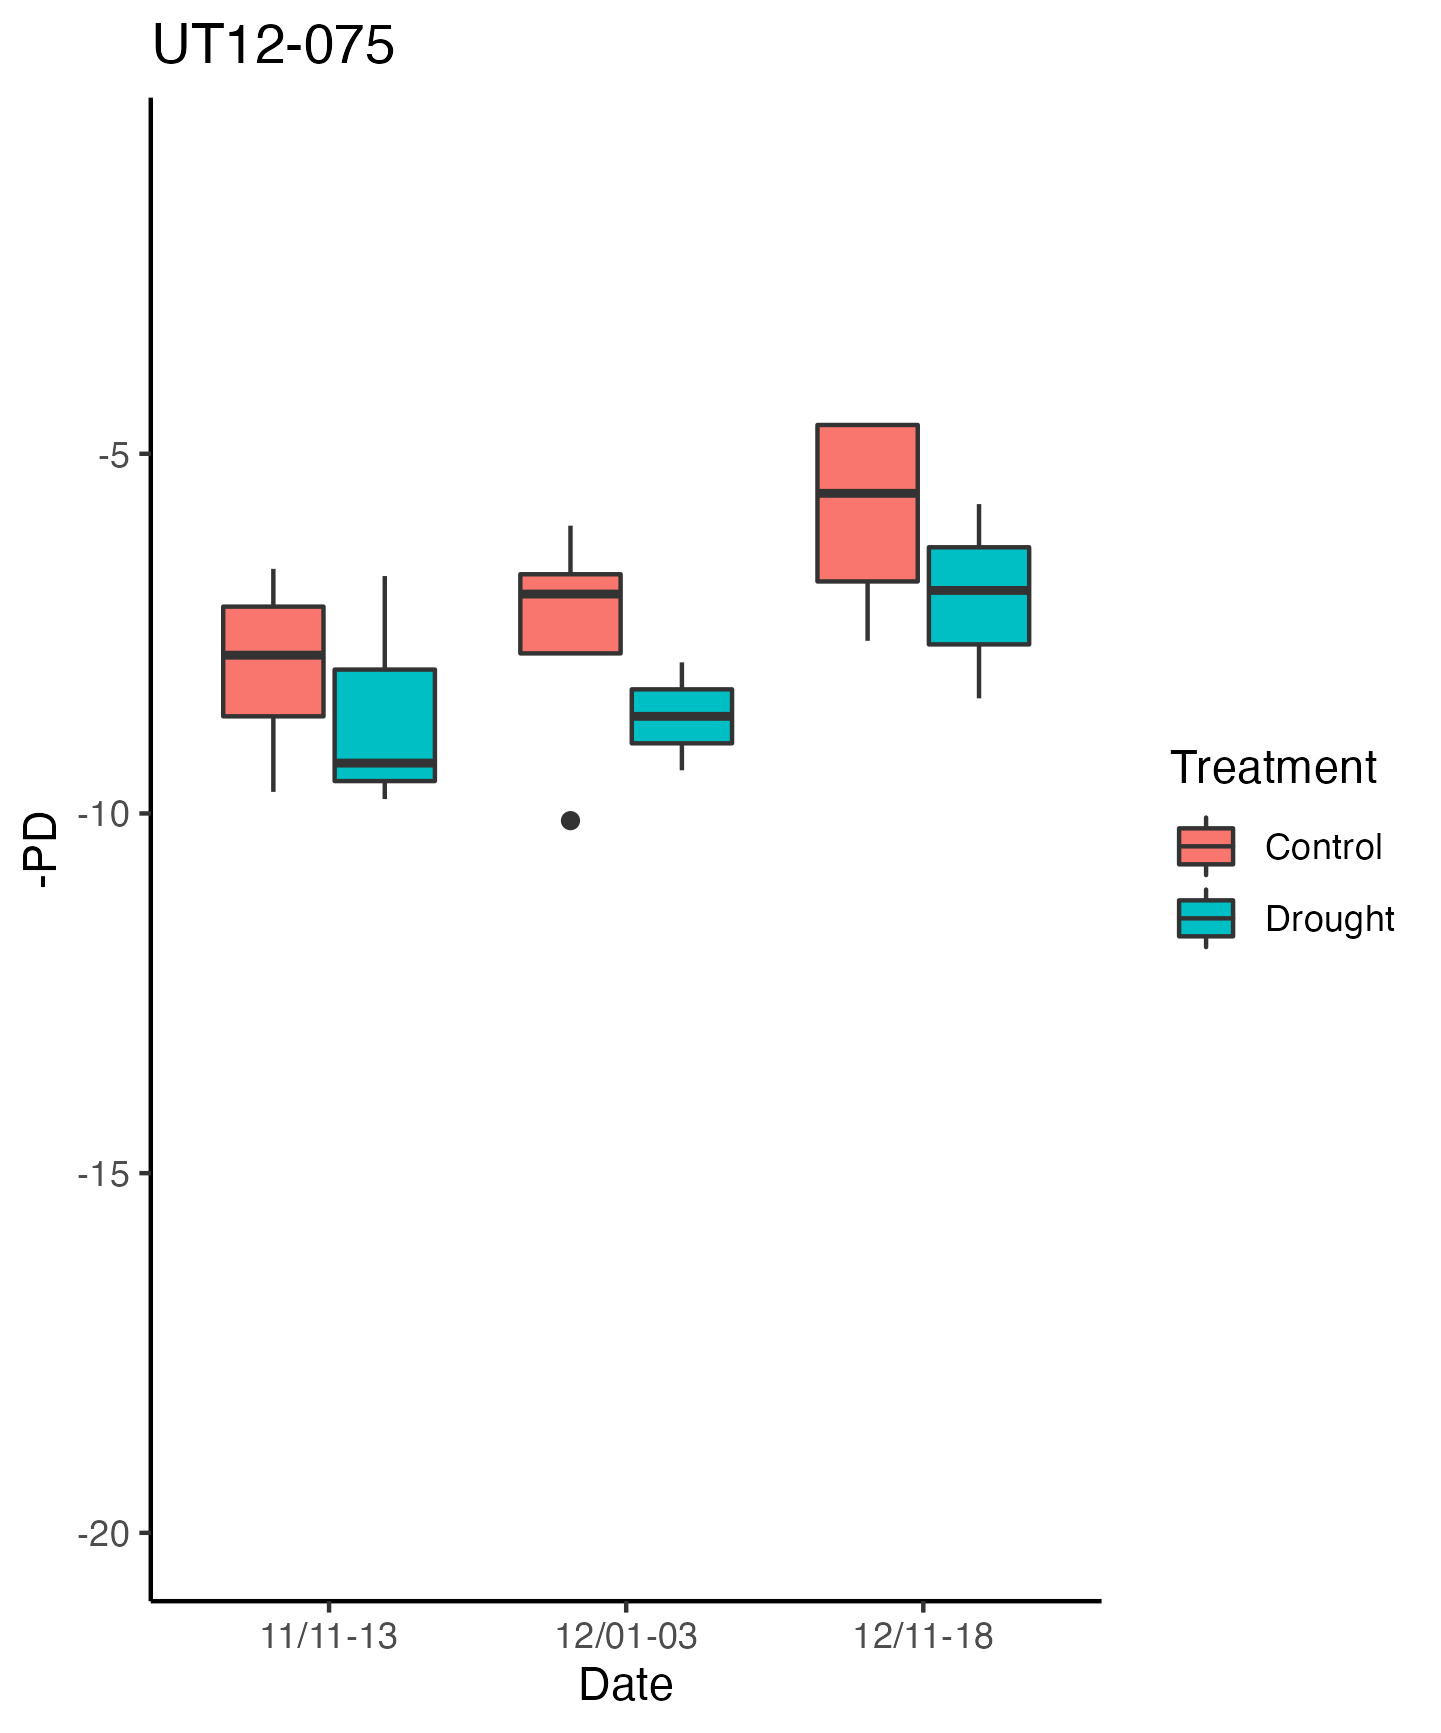 UT12-075
-5
-10
-15
-20
-PD
11/11-13
12/01-03
12/11-18
Date
Treatment
Control
Drought